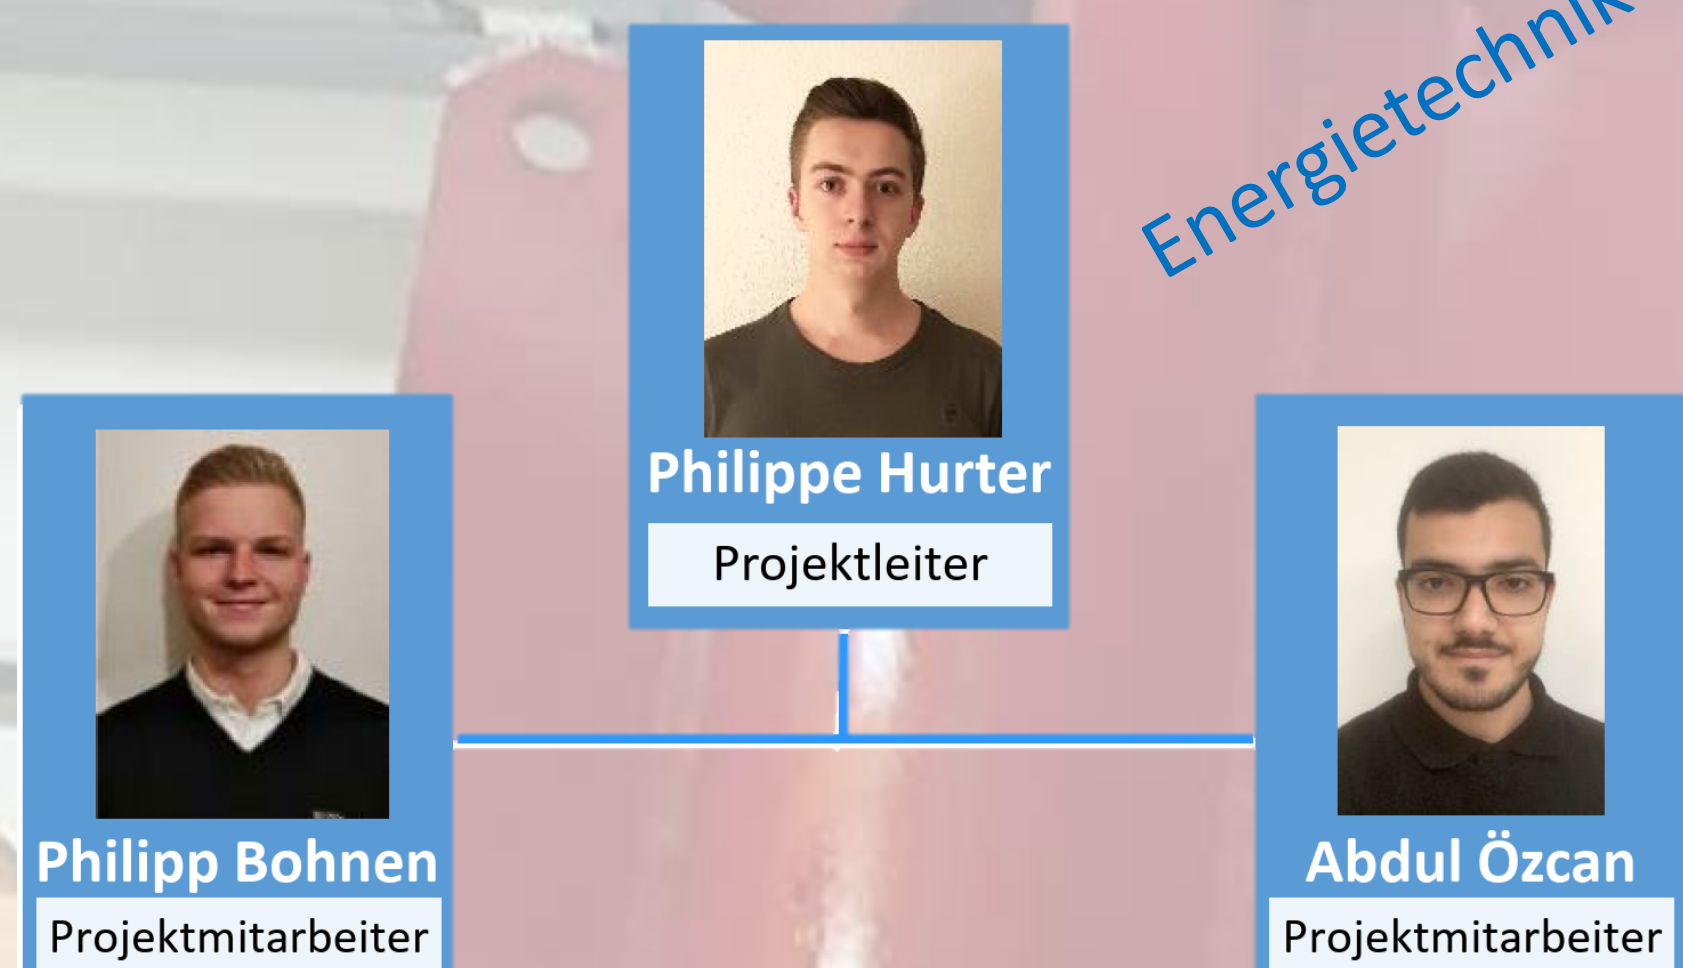 Energietechnik
Philippe Hurter
Projektleiter
Philipp Bohnen
Projektmitarbeiter
Abdul Özcan
Projektmitarbeiter